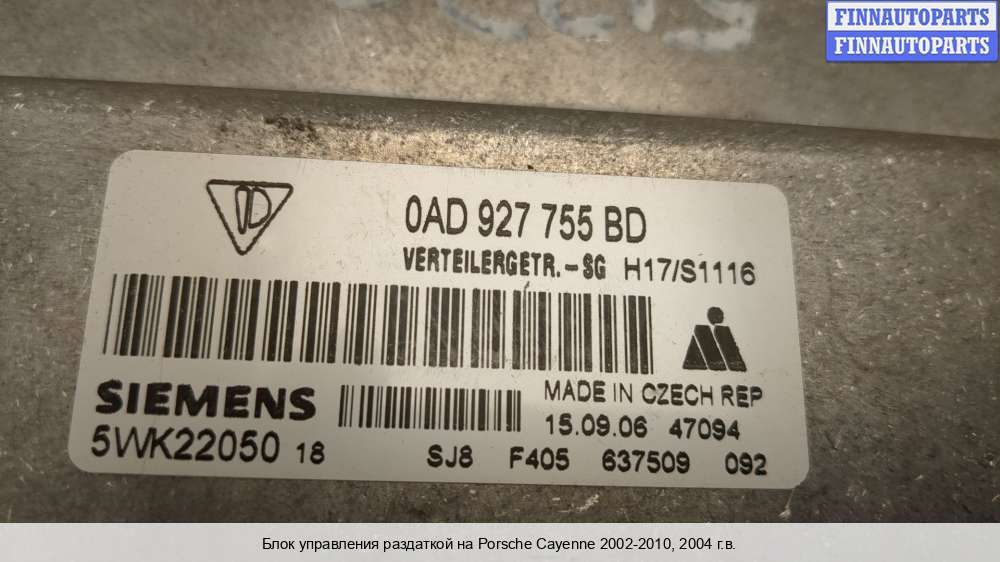 FINNAUTOPARTS
FINNAUTOPARTS
0AD 927 755 BD
VERTEILERGETR.-SG H17/S1116
SIEMENS
MADE IN CZECH REP
15.09.06 47094
5WK22050 18
SJ8 F405 637509 092
Блок управления раздаткой на Porsche Cayenne 2002-2010, 2004 г.в.